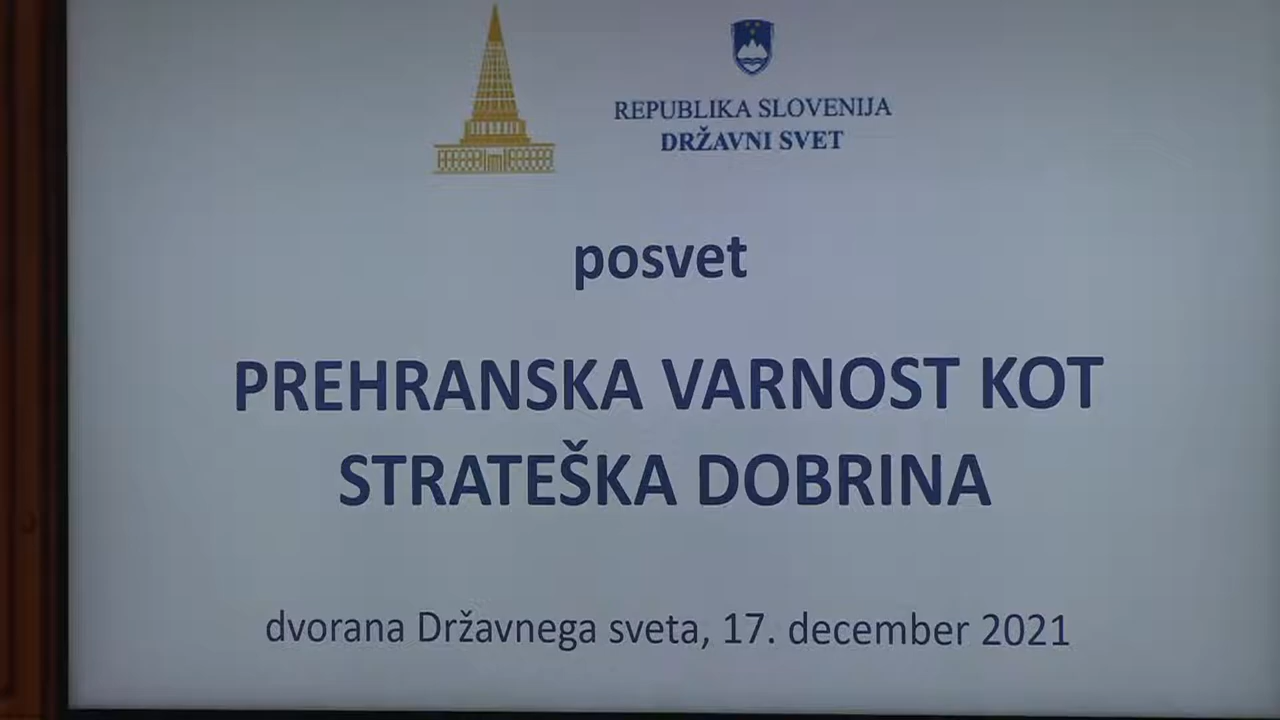 REPUBLIKA SLOVENIJA
DRŽAVNI SVET
posvet
PREHRANSKA VARNOST KOT
STRATEŠKA DOBRINA
dvorana Državnega sveta, 17. december 2021